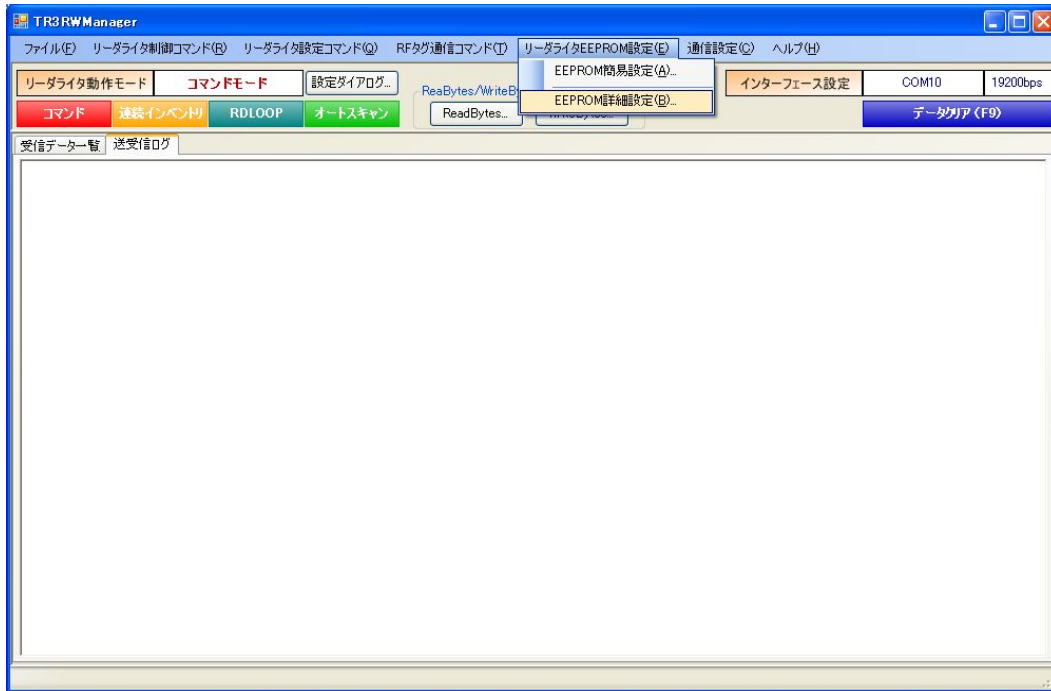 TR3RWManager
ファイル(F) リーダライタ制御コマンド(R) リーダライタ設定コマンド(Q) RFタグ通信コマンド(T) リーダライタEEPROM設定(E) 通信設定(C) ヘルプ(H)
EEPROM簡易設定(A)...
EEPROM詳細設定(B)...
リーダライタ動作モード コマンドモード 設定ダイアログ... ReaBytes/WriteB インターフェース設定 COM10 19200bps
コマンド 連続インベントリ RDLOOP オートスキャン ReadBytes... データクリア (F9)
受信データ一覧 送受信ログ